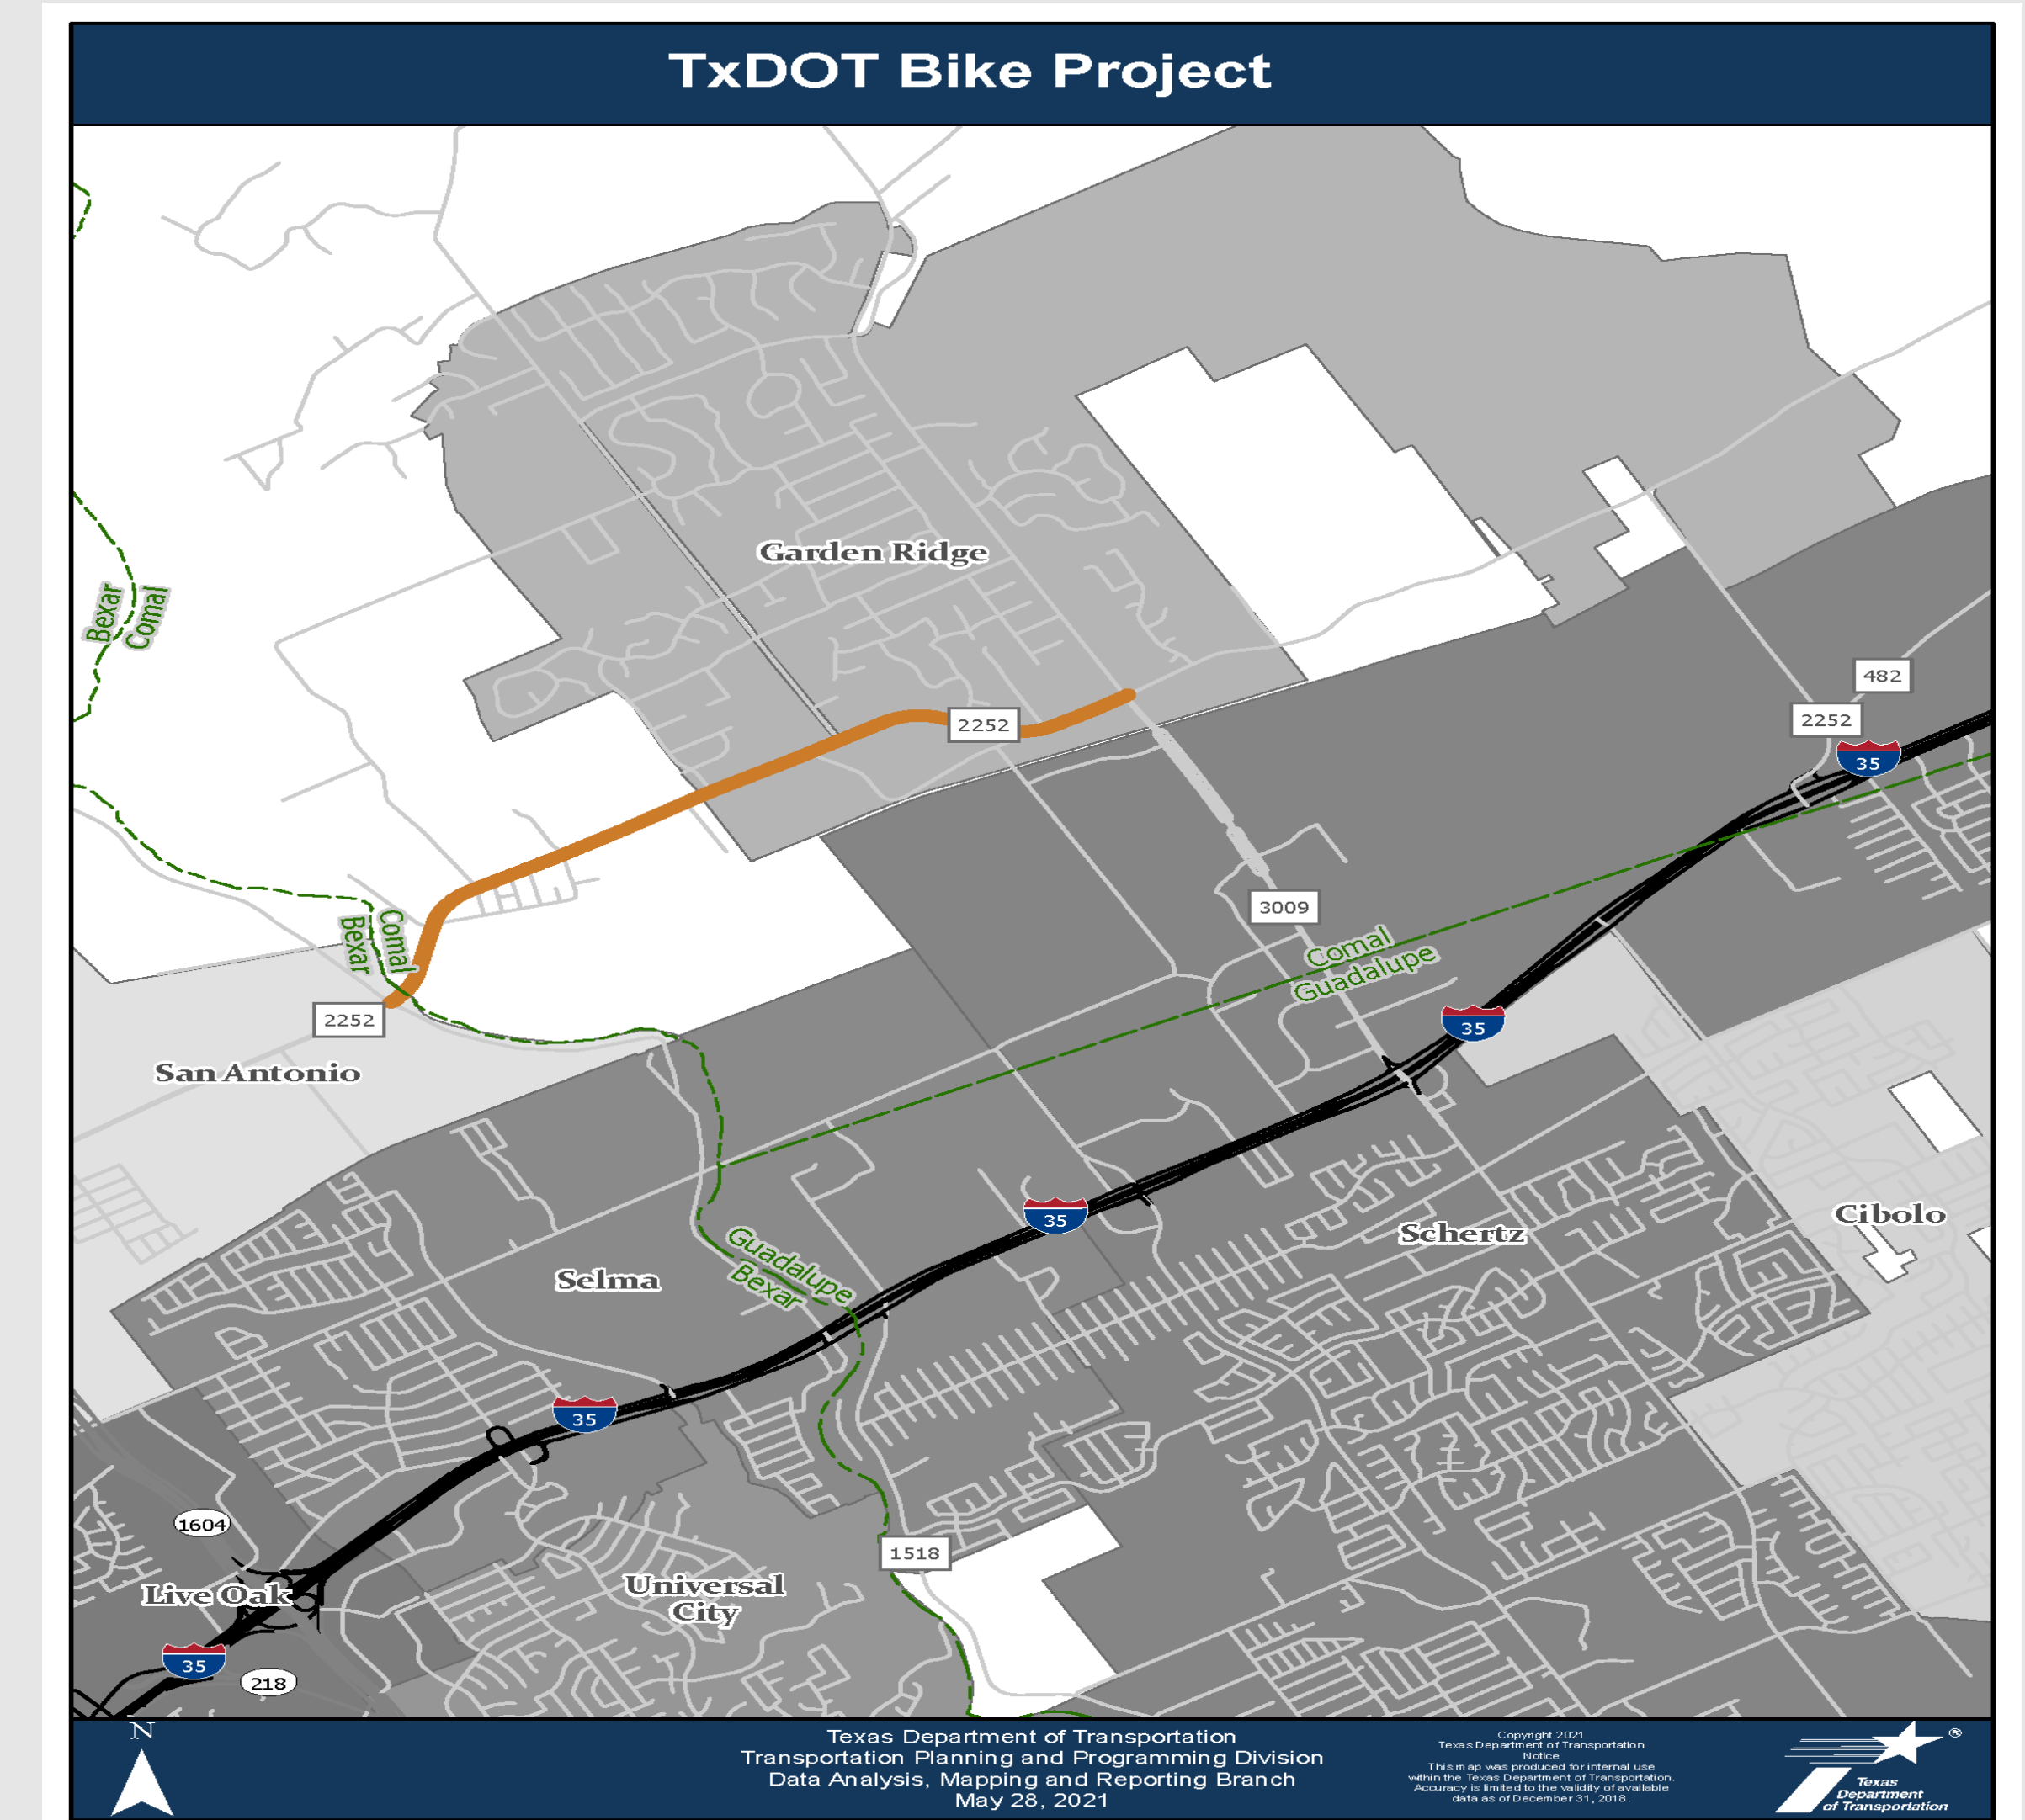 TxDOT Bike Project
Garden Ridge
Bexar
Comal
482
2252
2252
35
3009
Comal
Bexar
Comal
Guadalupe
2252
35
San Antonio
35
Cibolo
Schertz
Guadalupe
Bexar
Selma
35
1604
1518
Live Oak
Universal
City
35
218
N
Texas Department of Transportation
Transportation Planning and Programming Division
Data Analysis, Mapping and Reporting Branch
May 28, 2021
Copyright 2021
Texas Department of Transportation
Notice
This map was produced for internal use
within the Texas Department of Transportation.
Accuracy is limited to the validity of available
data as of December 31, 2018.
®
Texas
Department
of Transportation